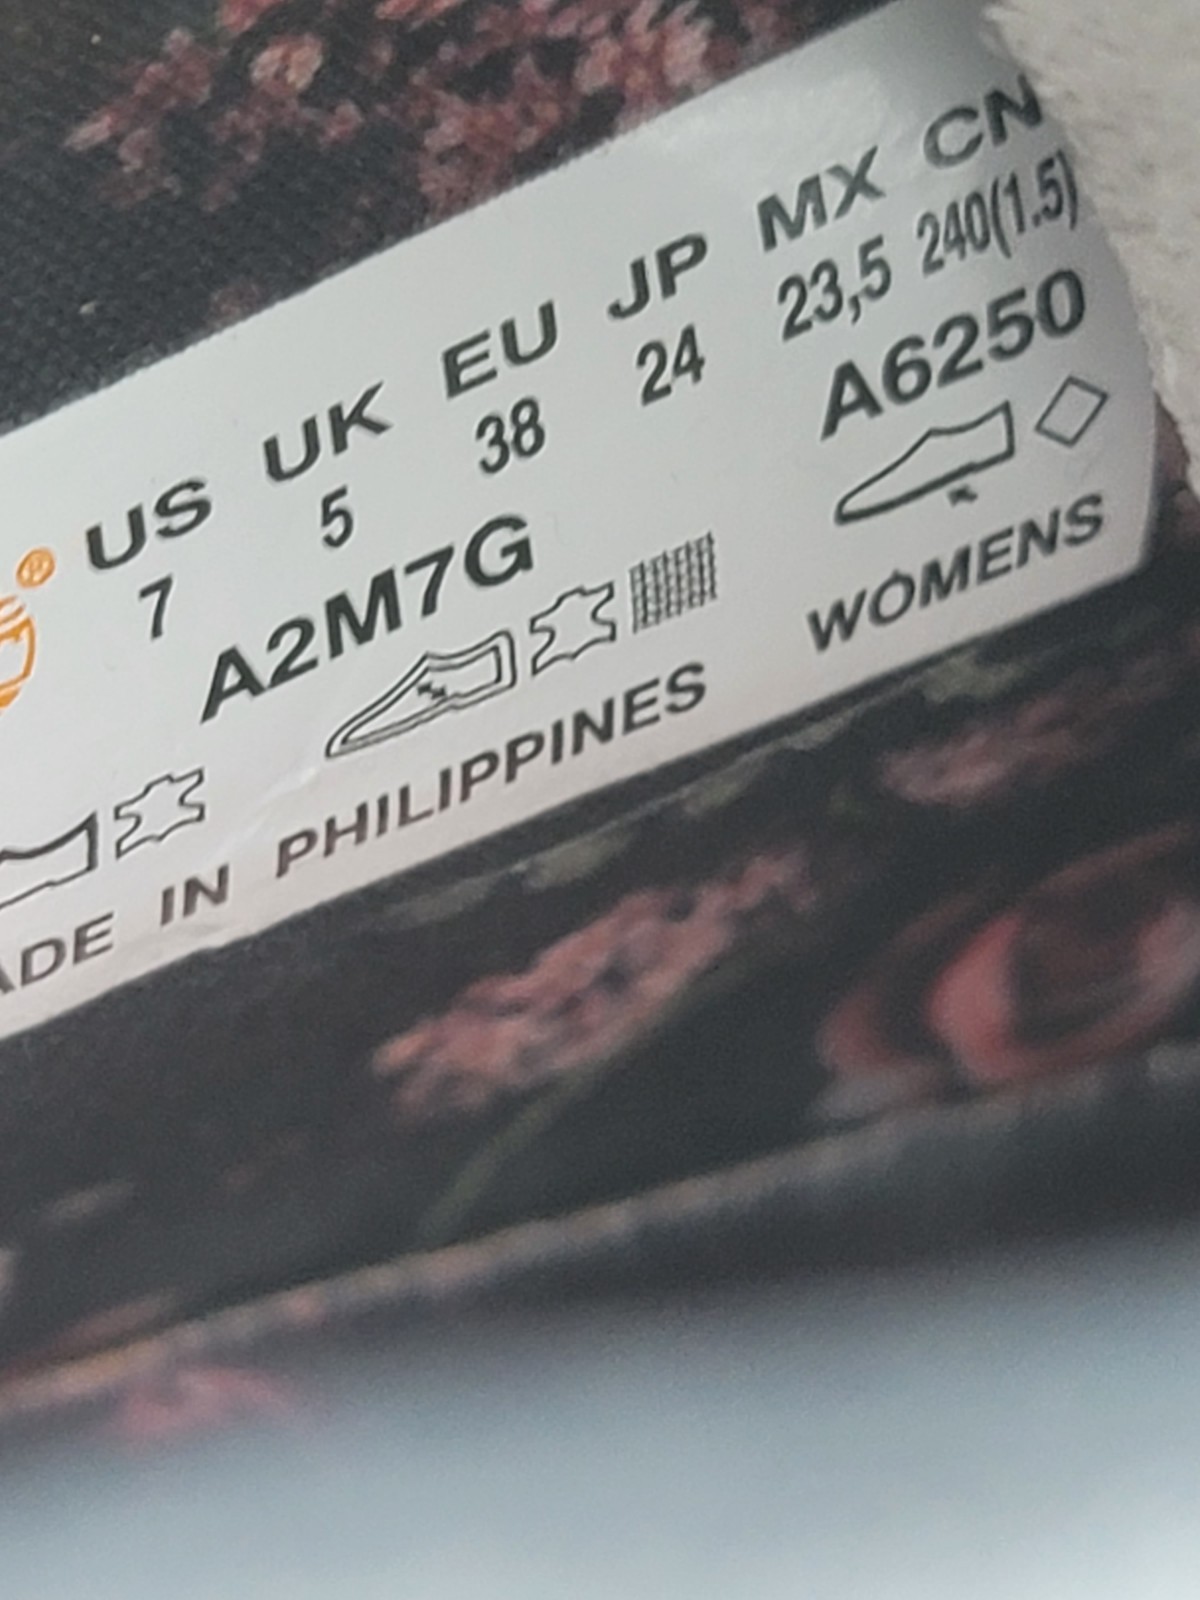 ®
US UK EU JP MX CN
7 5 38 24 23,5 240(1.5)
A2M7G A6250
ADE IN PHILIPPINES WOMENS